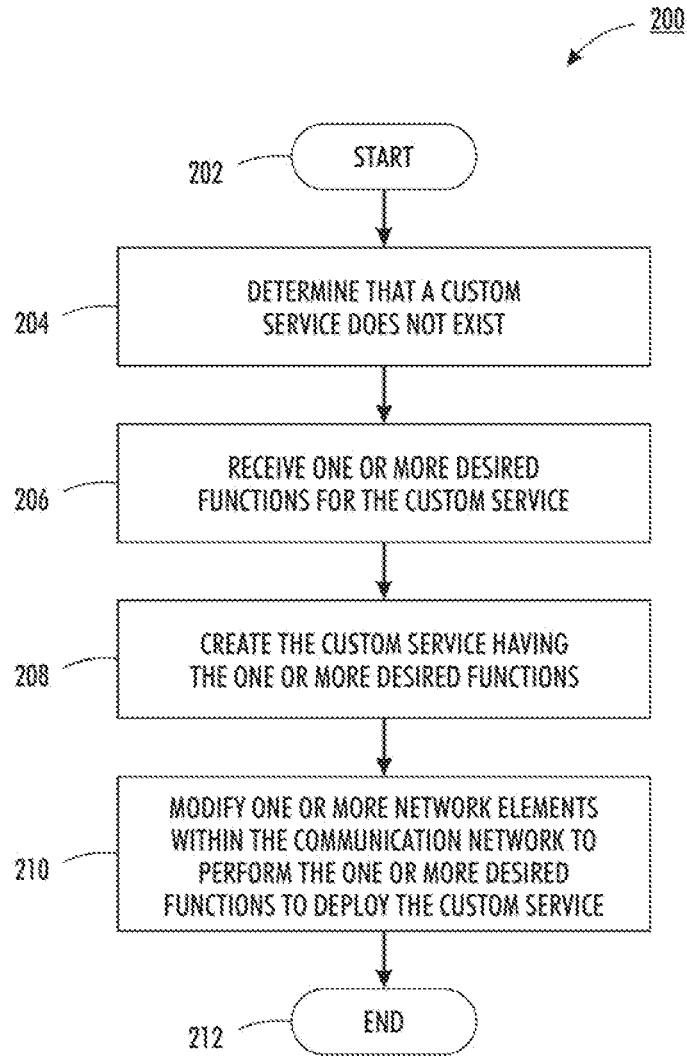 200
202
START
204
DETERMINE THAT A CUSTOM
SERVICE DOES NOT EXIST
206
RECEIVE ONE OR MORE DESIRED
FUNCTIONS FOR THE CUSTOM SERVICE
208
CREATE THE CUSTOM SERVICE HAVING
THE ONE OR MORE DESIRED FUNCTIONS
210
MODIFY ONE OR MORE NETWORK ELEMENTS
WITHIN THE COMMUNICATION NETWORK TO
PERFORM THE ONE OR MORE DESIRED
FUNCTIONS TO DEPLOY THE CUSTOM SERVICE
212
END